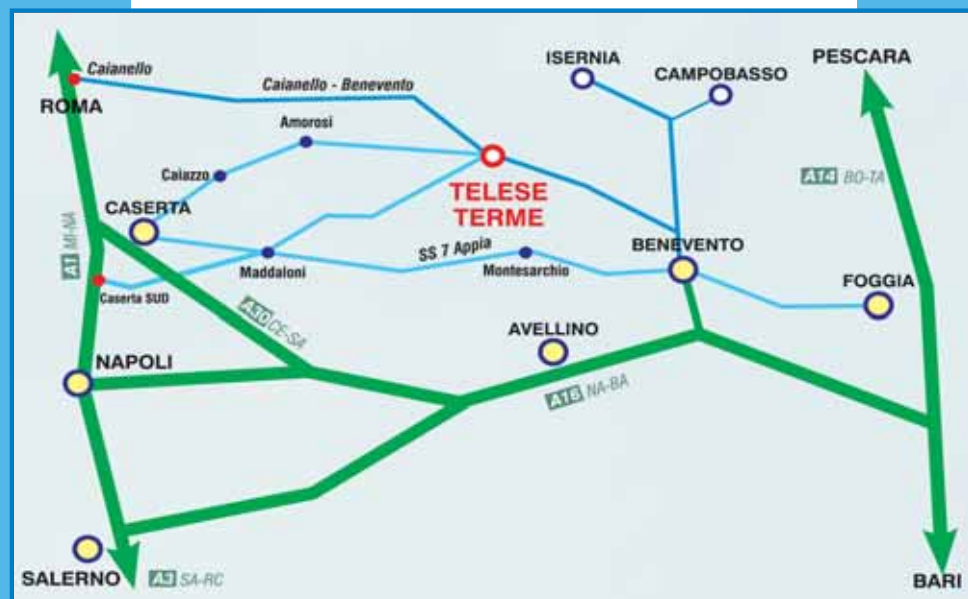 ISERNIA
PESCARA
Caianello
CAMPOBASSO
Caianello - Benevento
ROMA
Amorosi
Caiazzo
A14 BO-TA
TELESE
TERME
CASERTA
A1 MI-NA
SS 7 Appia
BENEVENTO
Maddaloni
Montesarchio
FOGGIA
Caserta SUD
A30 CE-SA
AVELLINO
NAPOLI
A16 NA-BA
SALERNO
A3 SA-RC
BARI